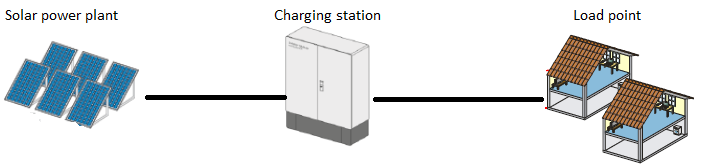 Solar power plant
Charging station
Load point